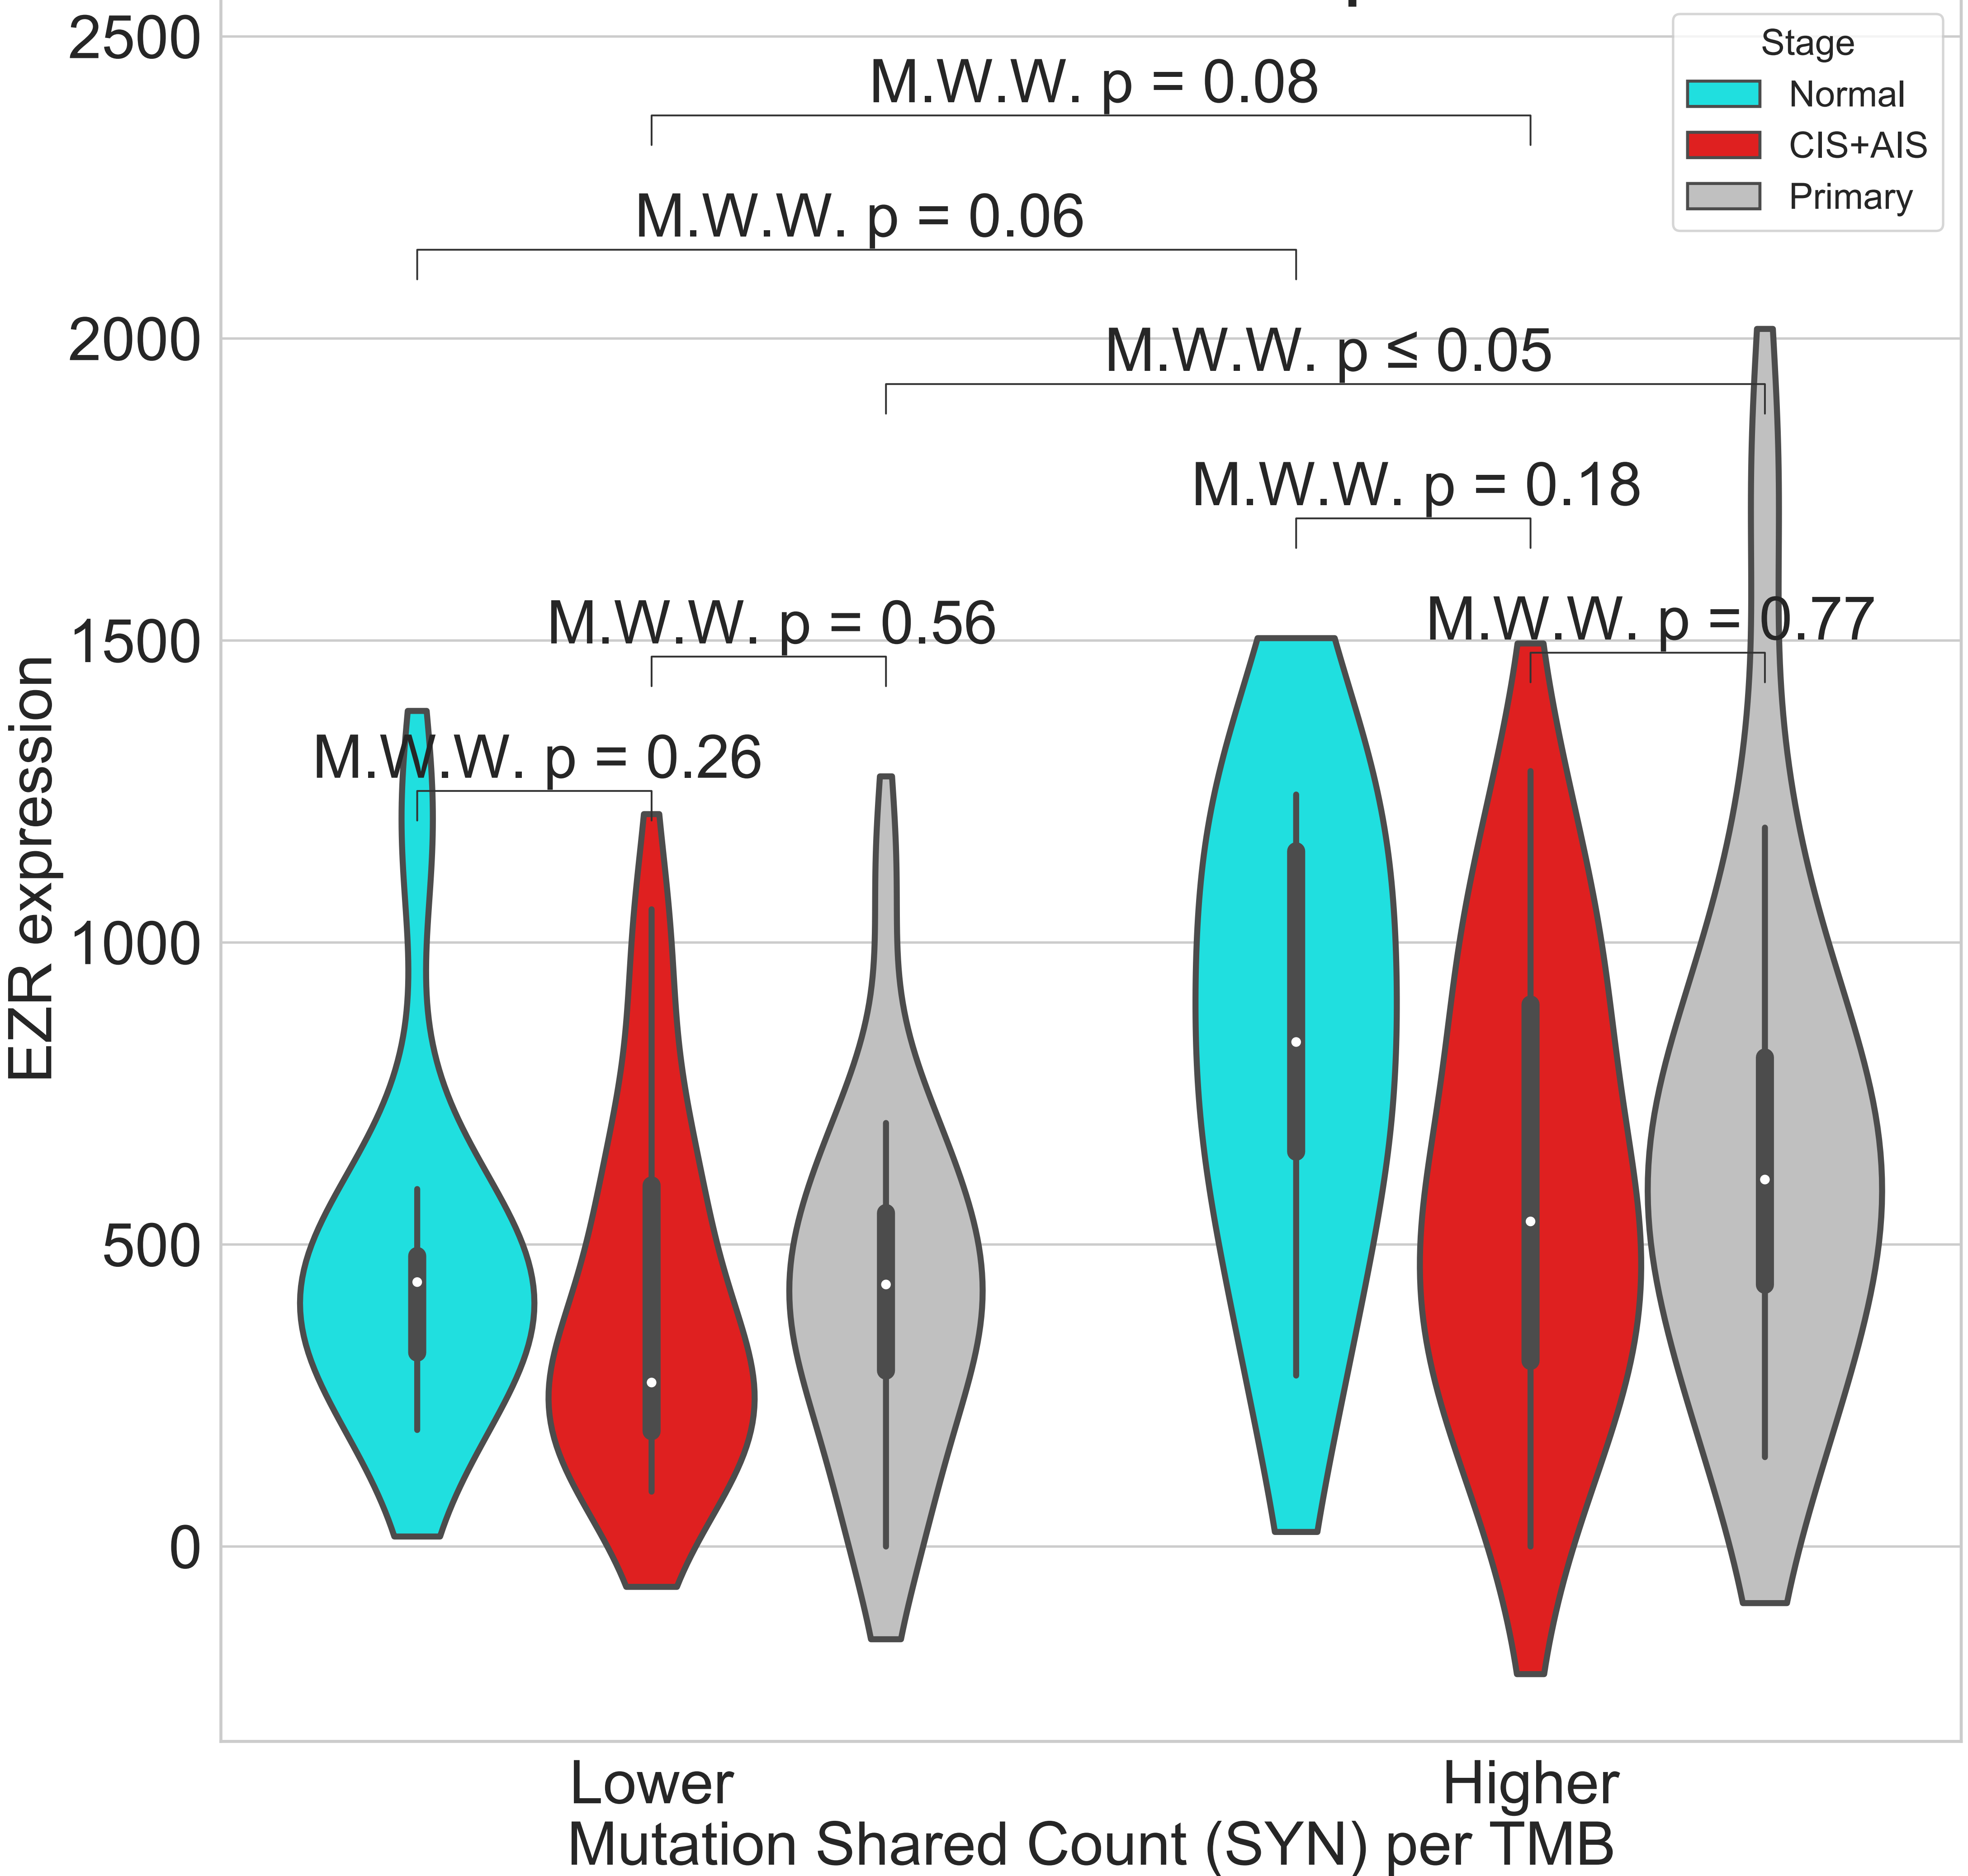 2500
2000
1500
1000
500
0
EZR expression
Stage
Normal
CIS+AIS
Primary
M.W.W. p = 0.08
M.W.W. p = 0.06
M.W.W. p ≤ 0.05
M.W.W. p = 0.18
M.W.W. p = 0.56
M.W.W. p = 0.77
M.W.W. p = 0.26
Lower
Higher
Mutation Shared Count (SYN) per TMB